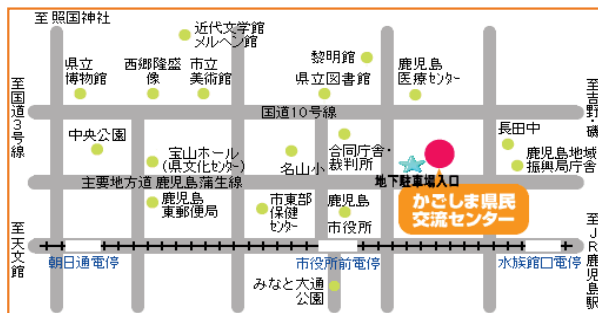 至照国神社
近代文学館
メルヘン館
黎明館
県立
博物館
西郷隆盛
像
市立
美術館
県立図書館
鹿児島
医療センター
至国道3号線
国道10号線
至吉野・磯
中央公園
宝山ホール
(県文化センター)
名山小
合同庁舎・
裁判所
長田中
鹿児島地域
振興局庁舎
地下駐車場入口
主要地方道 鹿児島蒲生線
かごしま県民
交流センター
鹿児島
東郵便局
市東部
保健
センター
鹿児島
市役所
至天文館
至JR鹿児島駅
朝日通電停
市役所前電停
水族館口電停
みなと大通
公園